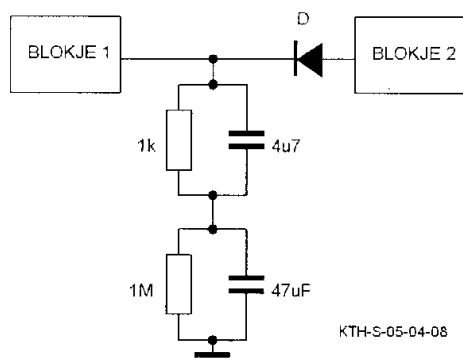 D
BLOKJE 1
BLOKJE 2
1k
4u7
1M
47uF
KTH-S-05-04-08